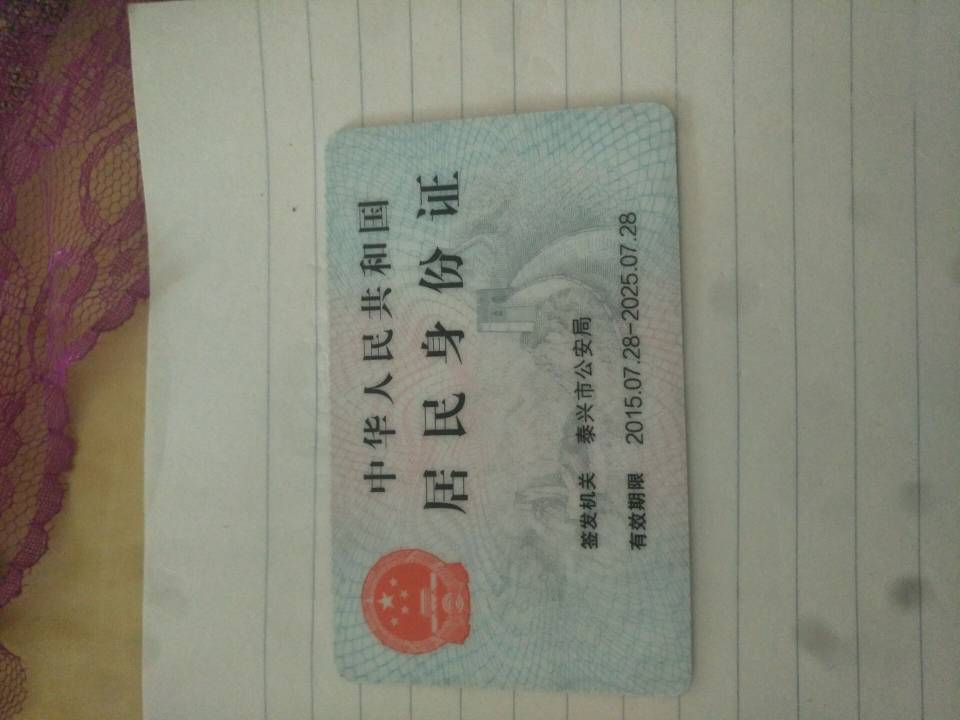 中华人民共和国
居民身份证
签发机关 泰兴市公安局
有效期限 2015.07.28-2025.07.28